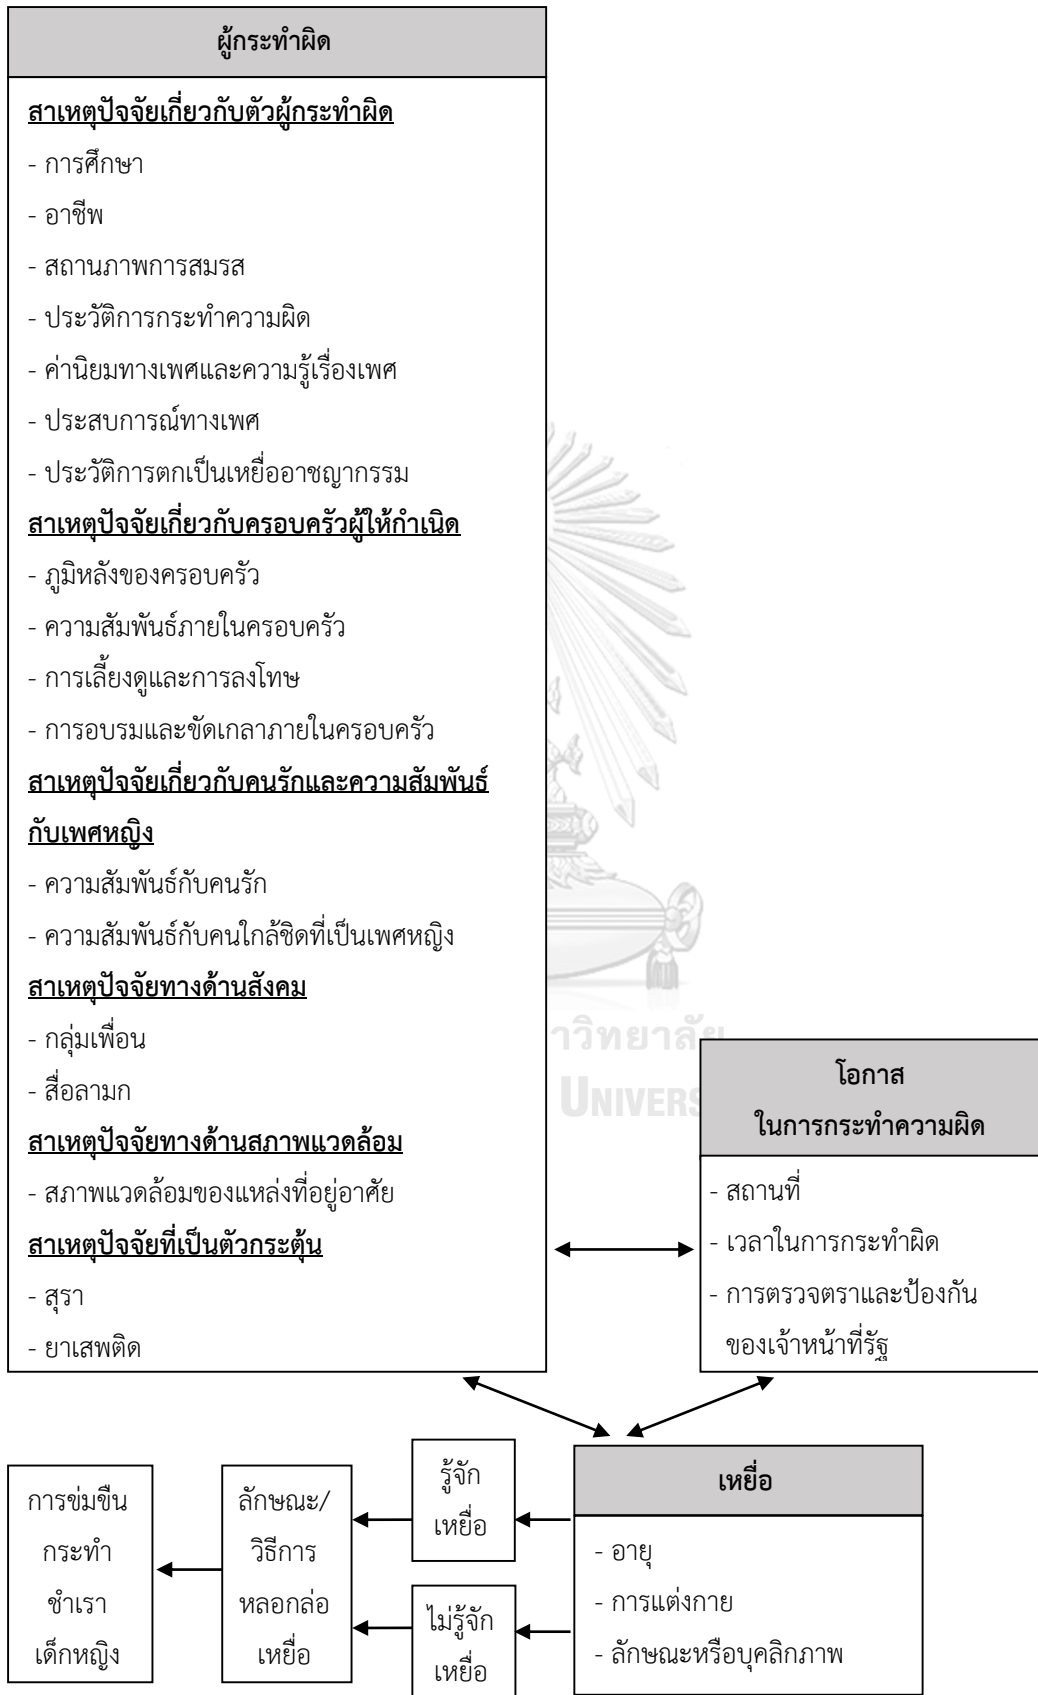 ผู้กระทำผิด
สาเหตุปัจจัยเกี่ยวกับตัวผู้กระทำผิด
- การศึกษา
- อาชีพ
- สถานภาพการสมรส
- ประวัติการกระทำความผิด
- ค่านิยมทางเพศและความรู้เรื่องเพศ
- ประสบการณ์ทางเพศ
- ประวัติการตกเป็นเหยื่ออาชญากรรม
สาเหตุปัจจัยเกี่ยวกับครอบครัวผู้ให้กำเนิด
- ภูมิหลังของครอบครัว
- ความสัมพันธ์ภายในครอบครัว
- การเลี้ยงดูและการลงโทษ
- การอบรมและขัดเกลาภายในครอบครัว
สาเหตุปัจจัยเกี่ยวกับคนรักและความสัมพันธ์
กับเพศหญิง
- ความสัมพันธ์กับคนรัก
- ความสัมพันธ์กับคนใกล้ชิดที่เป็นเพศหญิง
สาเหตุปัจจัยทางด้านสังคม
- กลุ่มเพื่อน
- สื่อลามก
สาเหตุปัจจัยทางด้านสภาพแวดล้อม
- สภาพแวดล้อมของแหล่งที่อยู่อาศัย
สาเหตุปัจจัยที่เป็นตัวกระตุ้น
- สุรา
- ยาเสพติด
าวิทยาลัย
UNIVERS
โอกาส
ในการกระทำความผิด
- สถานที่
- เวลาในการกระทำผิด
- การตรวจตราและป้องกัน
ของเจ้าหน้าที่รัฐ
เหยื่อ
- อายุ
- การแต่งกาย
- ลักษณะหรือบุคลิกภาพ
รู้จัก
เหยื่อ
ไม่รู้จัก
เหยื่อ
ลักษณะ/
วิธีการ
หลอกล่อ
เหยื่อ
การข่มขืน
กระทำ
ชำเรา
เด็กหญิง